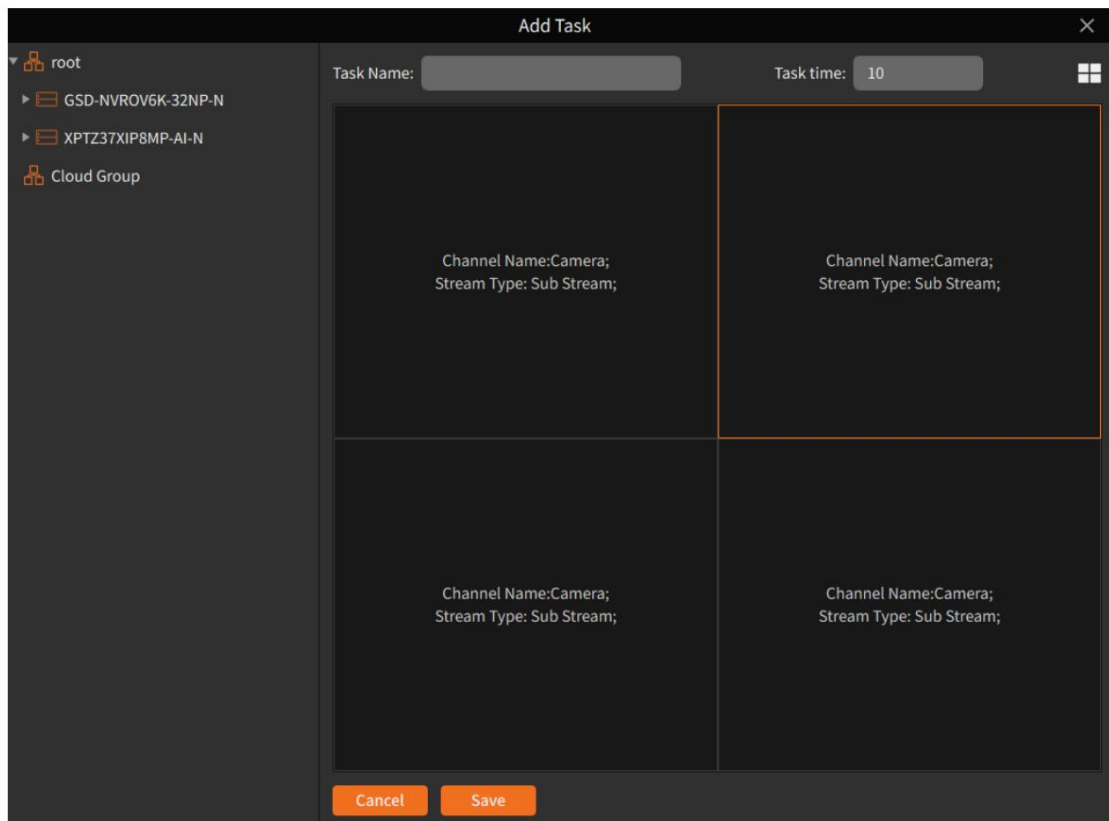 Add Task
root
GSD-NVROV6K-32NP-N
XPTZ37XIP8MP-AI-N
Cloud Group
Task Name:
Task time: 10
Channel Name:Camera;
Stream Type: Sub Stream;
Channel Name:Camera;
Stream Type: Sub Stream;
Channel Name:Camera;
Stream Type: Sub Stream;
Channel Name:Camera;
Stream Type: Sub Stream;
Cancel
Save